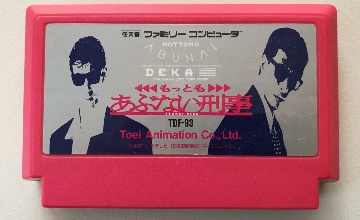 任天堂 ファミリー コンピュータ
MOTTOMO
ABUNAI
DEKA
もっとも
あぶない刑事
TDF-93
Toei Animation Co., Ltd.